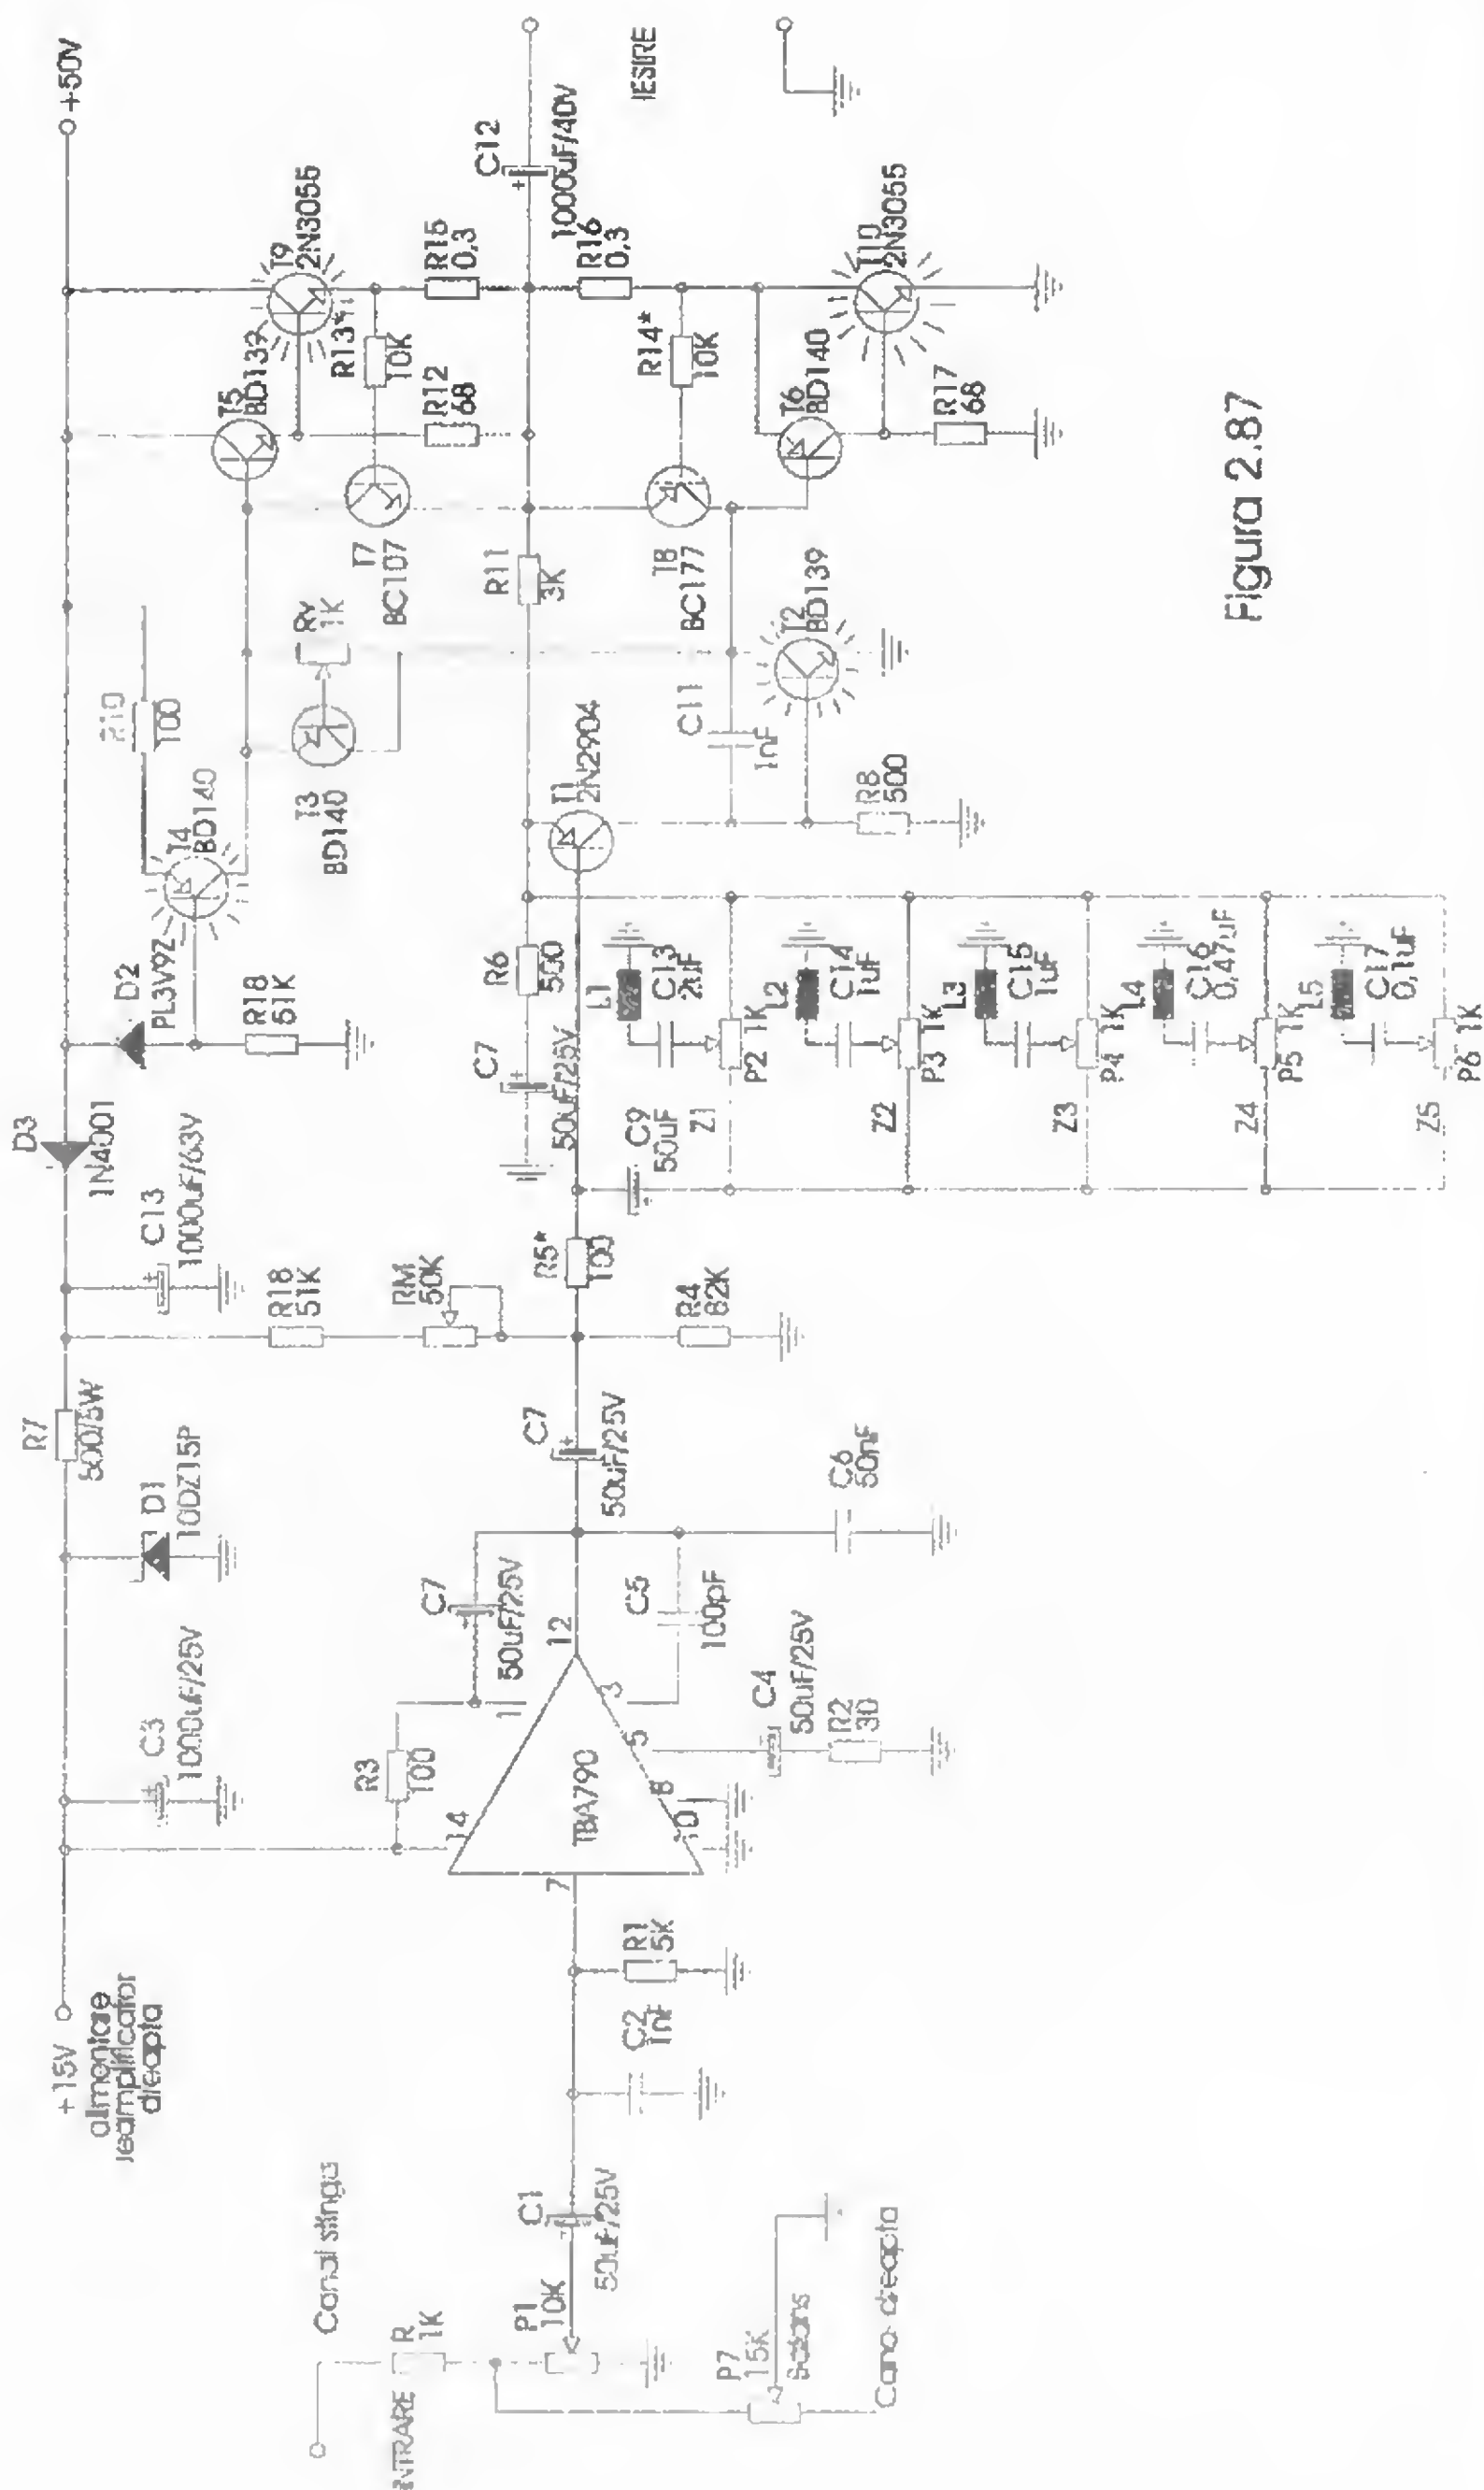 +50V
IESIRE
C12
+
1000uF/40V
T9
2N3055
R15
0,3
R16
0,3
T10
2N3055
T5
BD139
R13*
10K
R12
68
R14*
10K
T6
BD140
R17
68
R10
100
Rv
1K
T7
BC107
R11
3K
T8
BC177
T2
BD139
T4
BD140
T3
BD140
T1
2N2904
C11
1nF
R8
500
D3
1N4001
D2
PL3V9Z
R18
51K
R6
500
C7
+
50uF/25V
L1
C13
2uF
P2
1K
Z1
L2
C14
1uF
P3
1K
Z2
L3
C15
1uF
P4
1K
Z3
L4
C16
0,47uF
P5
1K
Z4
L5
C17
0,1uF
P6
1K
Z5
C13
+
1000uF/63V
R18
51K
RM
50K
R5*
100
C9
50uF
R4
82K
R7
500/5W
D1
10DZ15P
C7
+
50uF/25V
C6
50nF
C3
+
1000uF/25V
R3
100
C7
+
50uF/25V
C5
100pF
C4
50uF/25V
R2
30
TBA790
14
1
12
3
5
8
10
7
+15V
R1
5K
C2
1nF
Canal stinga
C1
50uF/25V
P1
10K
R
1K
INTRARE
P7
15K
Balans
Figura 2.87